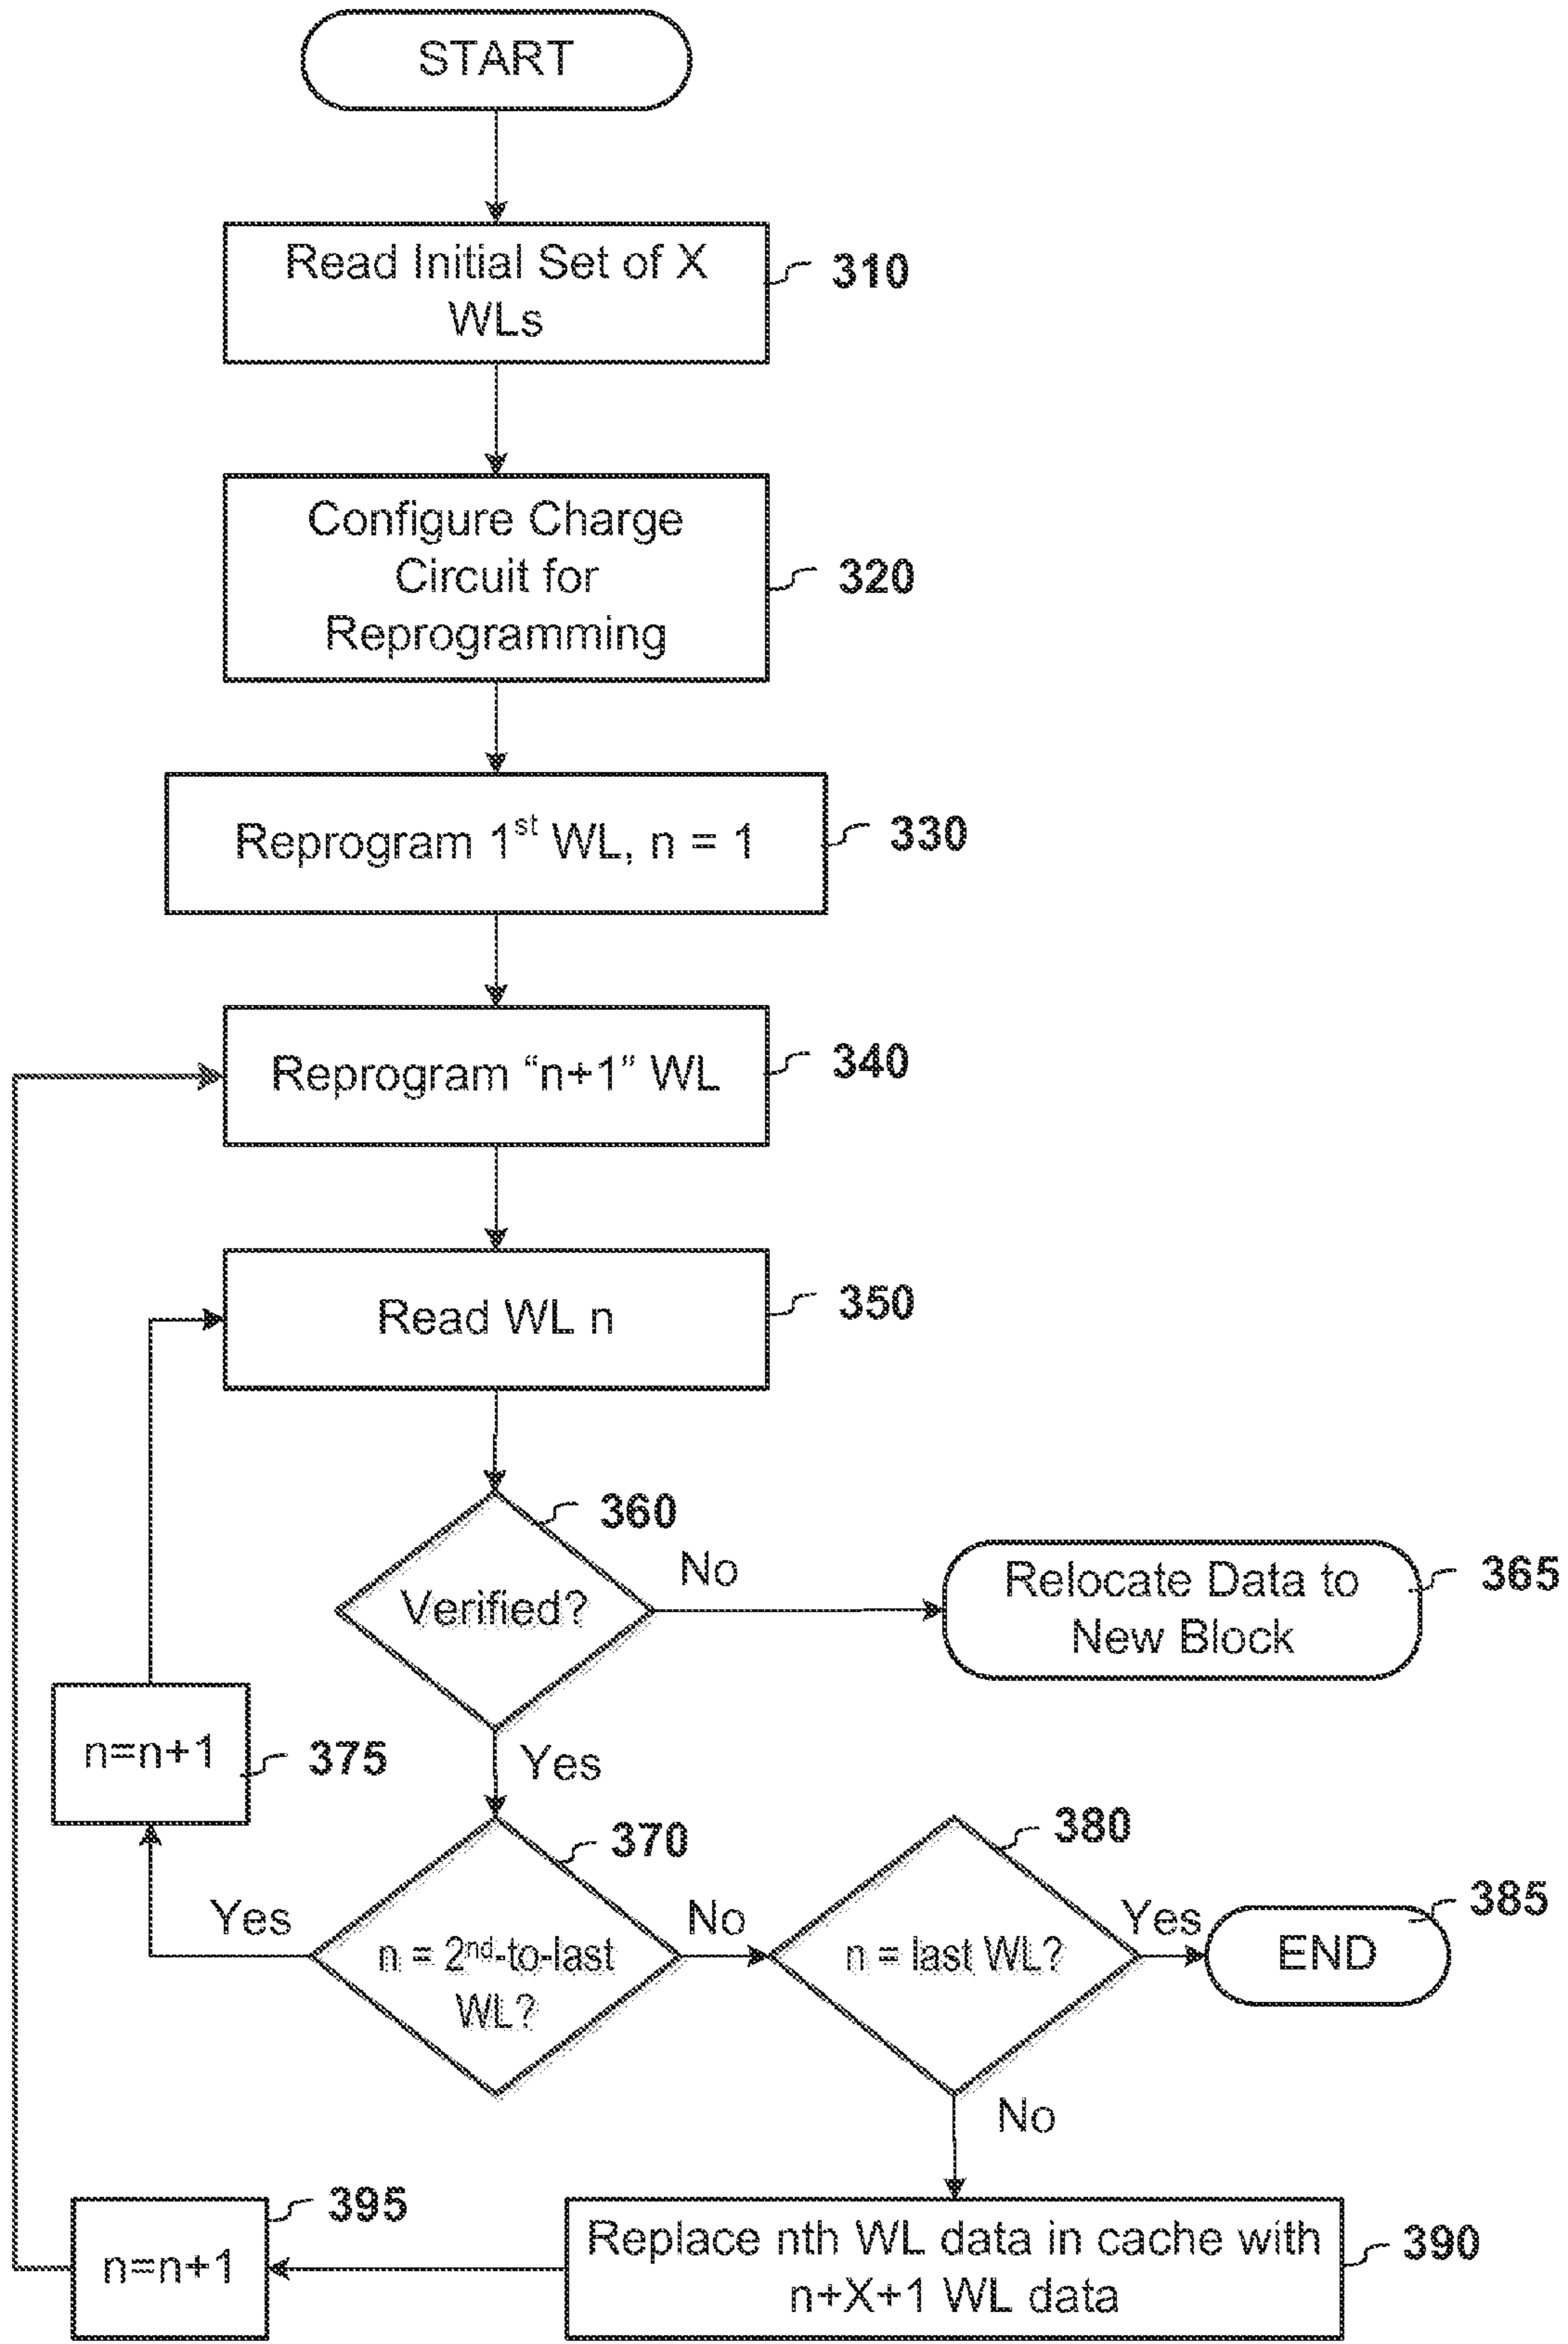 START
Read Initial Set of X
WLs
310
Configure Charge
Circuit for
Reprogramming
320
Reprogram 1st WL, n = 1
330
Reprogram “n+1” WL
340
Read WL n
350
360
Verified?
No
Relocate Data to
New Block
365
Yes
n=n+1
375
370
Yes
n = 2nd-to-last
WL?
No
380
n = last WL?
Yes
385
END
No
395
n=n+1
Replace nth WL data in cache with
n+X+1 WL data
390